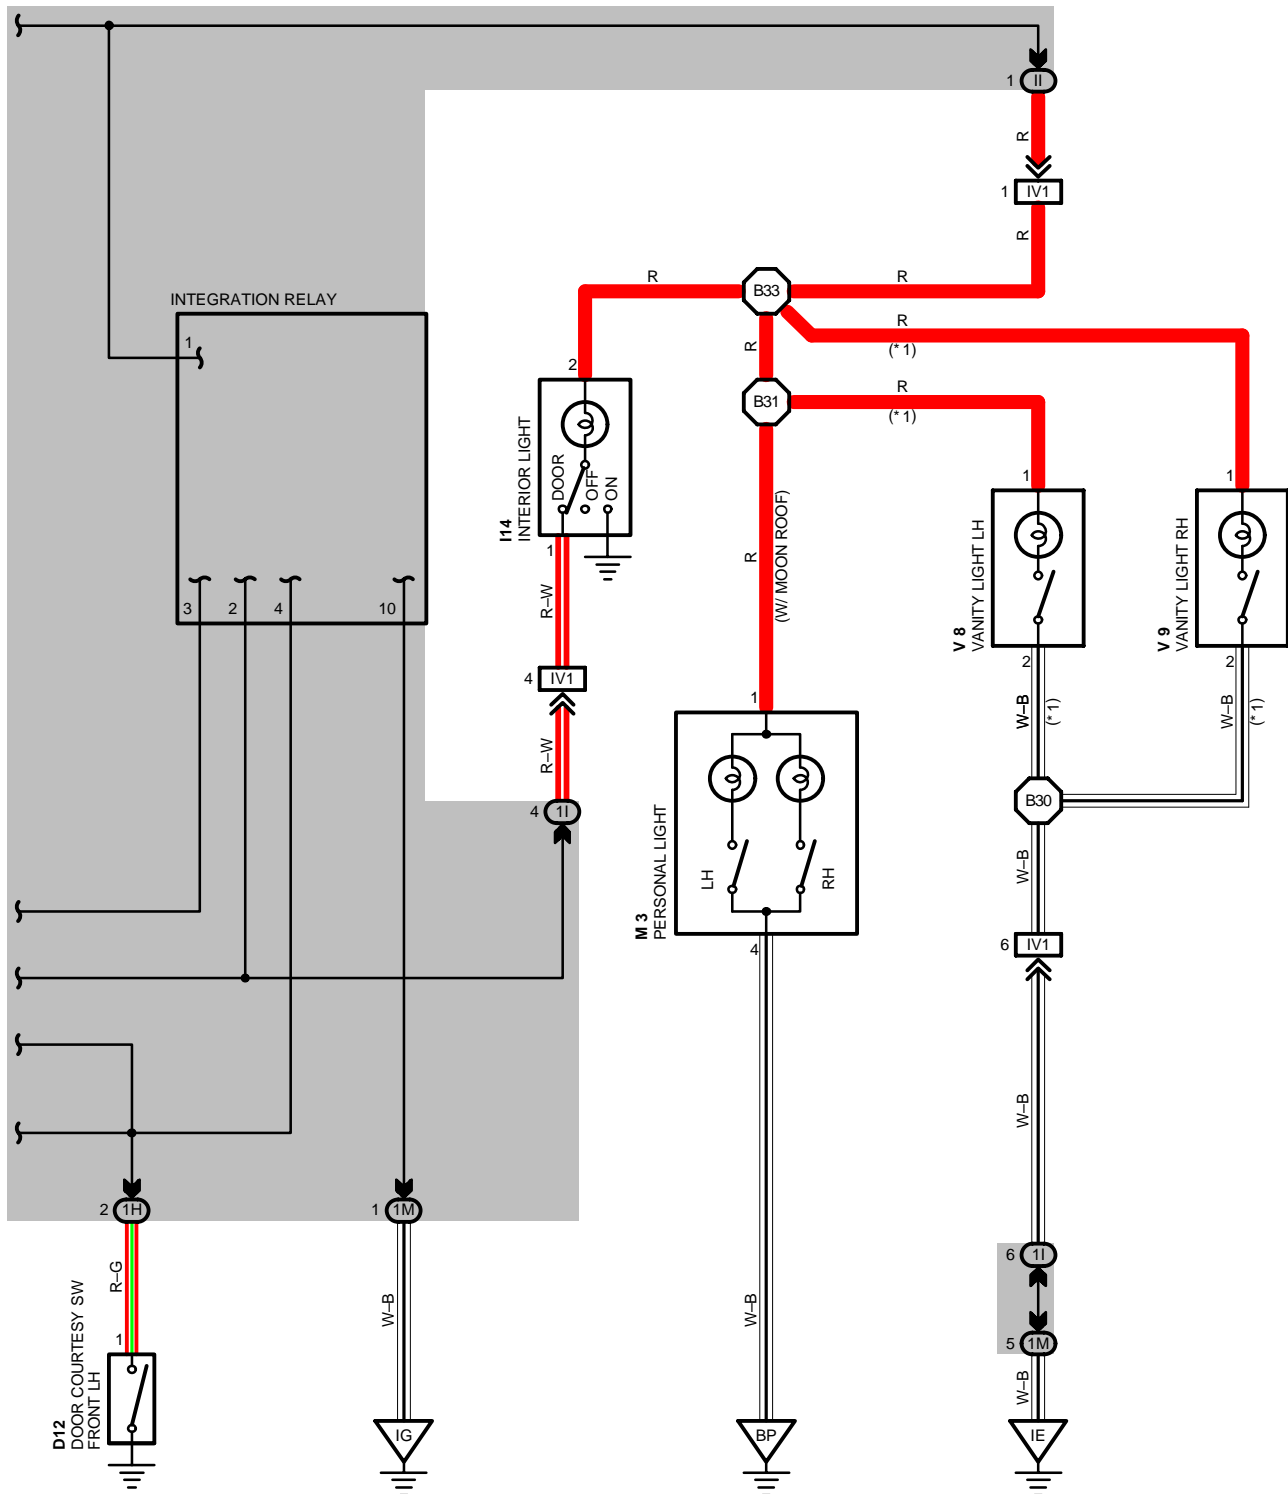 1 II
R
1 IV1
R
R B33 R
INTEGRATION RELAY
R
(* 1)
1
R
2
B31 R
(* 1)
DOOR
OFF
ON
I14
INTERIOR LIGHT
1
1
1
R
(W/ MOON ROOF)
V 8
VANITY LIGHT LH
V 9
VANITY LIGHT RH
3 2 4 10
R–W
2
2
4 IV1
W–B
(* 1)
W–B
(* 1)
1
R–W
4 1I
B30
LH
RH
M 3
PERSONAL LIGHT
W–B
4
6 IV1
W–B
2 1H
1 1M
6 1I
R–G
W–B
W–B
5 1M
1
W–B
D12
DOOR COURTESY SW
FRONT LH
IG
BP
IE